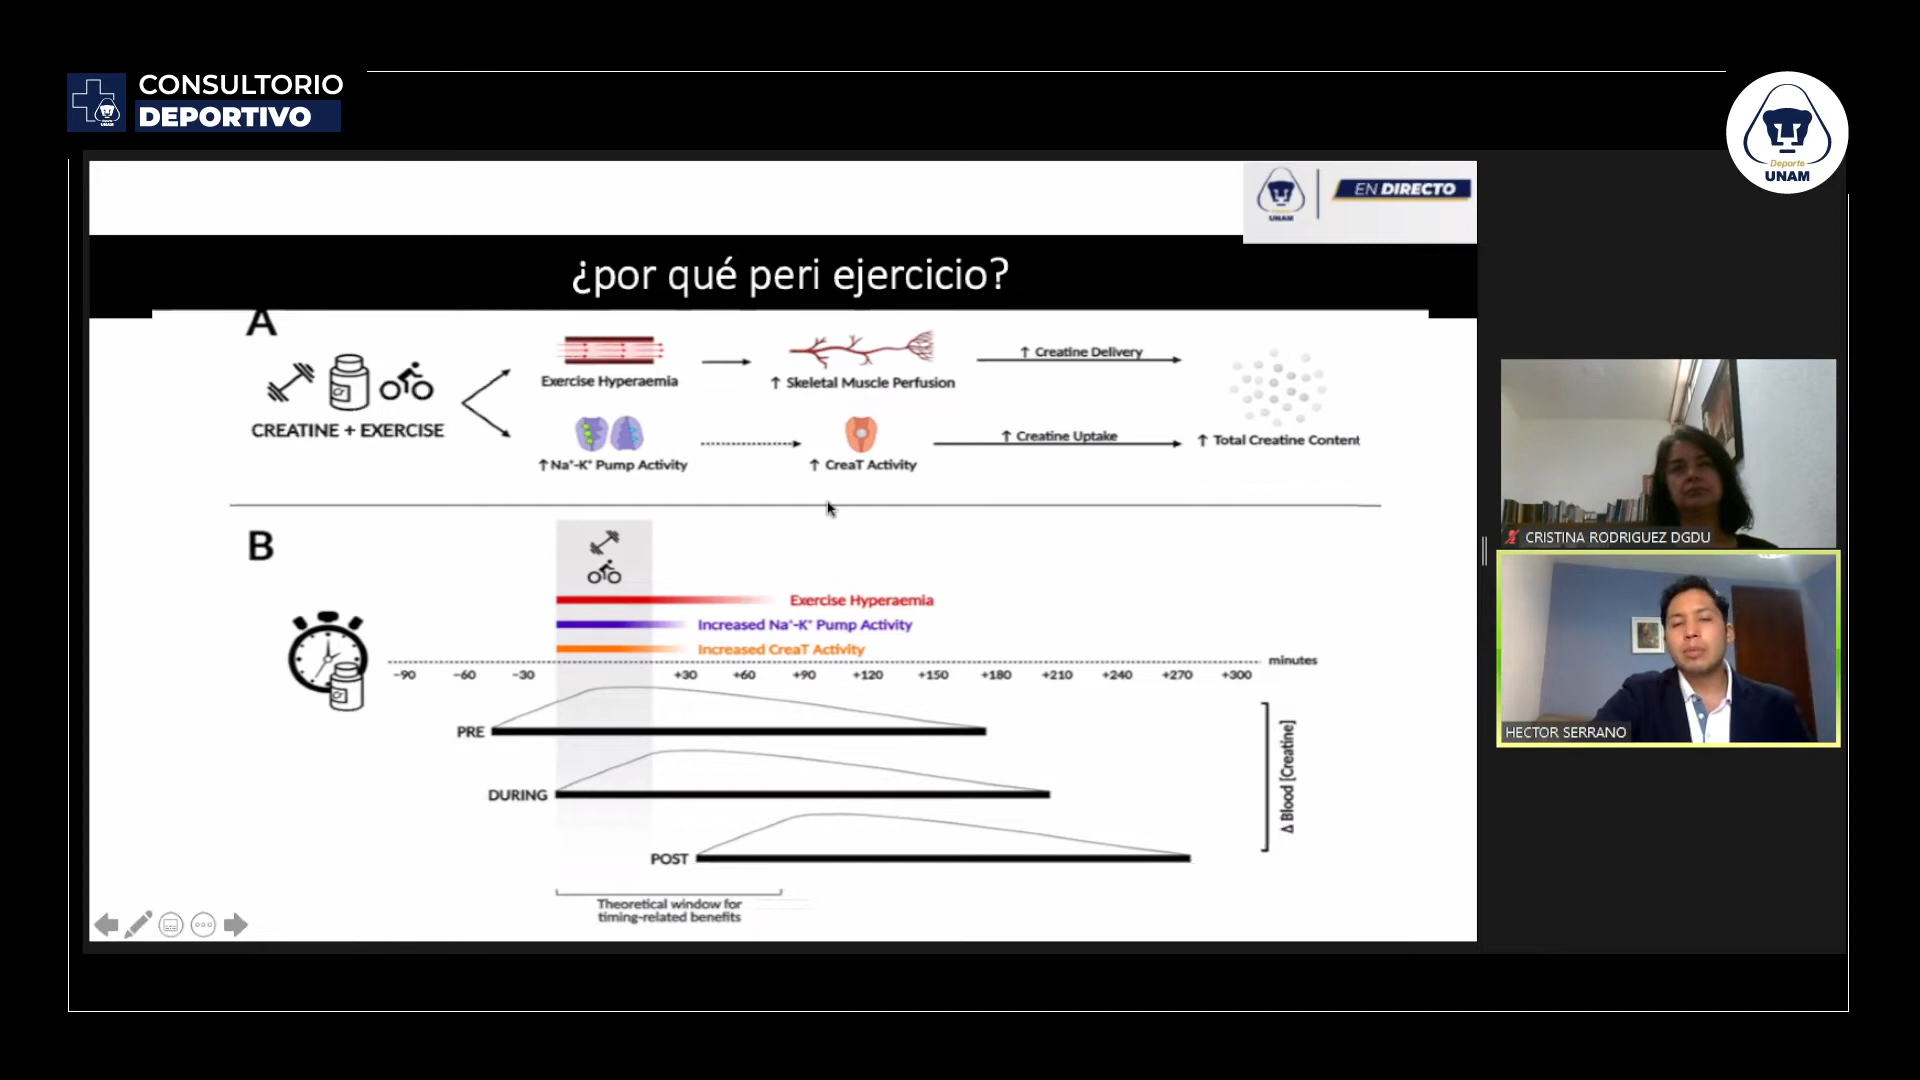 CONSULTORIO
DEPORTIVO
Deporte
UNAM
UNAM
EN DIRECTO
¿por qué peri ejercicio?
A
Cr
CREATINE + EXERCISE
Exercise Hyperaemia
↑ Skeletal Muscle Perfusion
↑ Creatine Delivery
↑Na⁺-K⁺ Pump Activity
↑ CreaT Activity
↑ Creatine Uptake
↑ Total Creatine Content
B
Exercise Hyperaemia
Increased Na⁺-K⁺ Pump Activity
Increased CreaT Activity
-90 -60 -30 +30 +60 +90 +120 +150 +180 +210 +240 +270 +300 minutes
PRE
DURING
POST
Δ Blood [Creatine]
Theoretical window for
timing-related benefits
CRISTINA RODRIGUEZ DGDU
HECTOR SERRANO